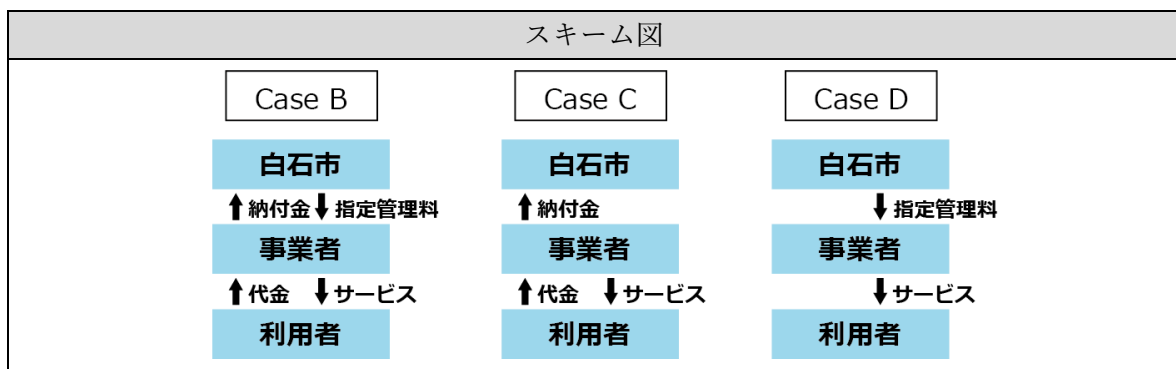 スキーム図
Case B
Case C
Case D
白石市
白石市
白石市
↑納付金↓指定管理料
↑納付金
↓指定管理料
事業者
事業者
事業者
↑代金 ↓サービス
↑代金 ↓サービス
↓サービス
利用者
利用者
利用者